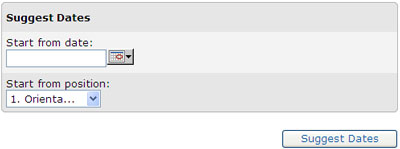 Suggest Dates
Start from date:
Start from position:
1. Orienta...
Suggest Dates